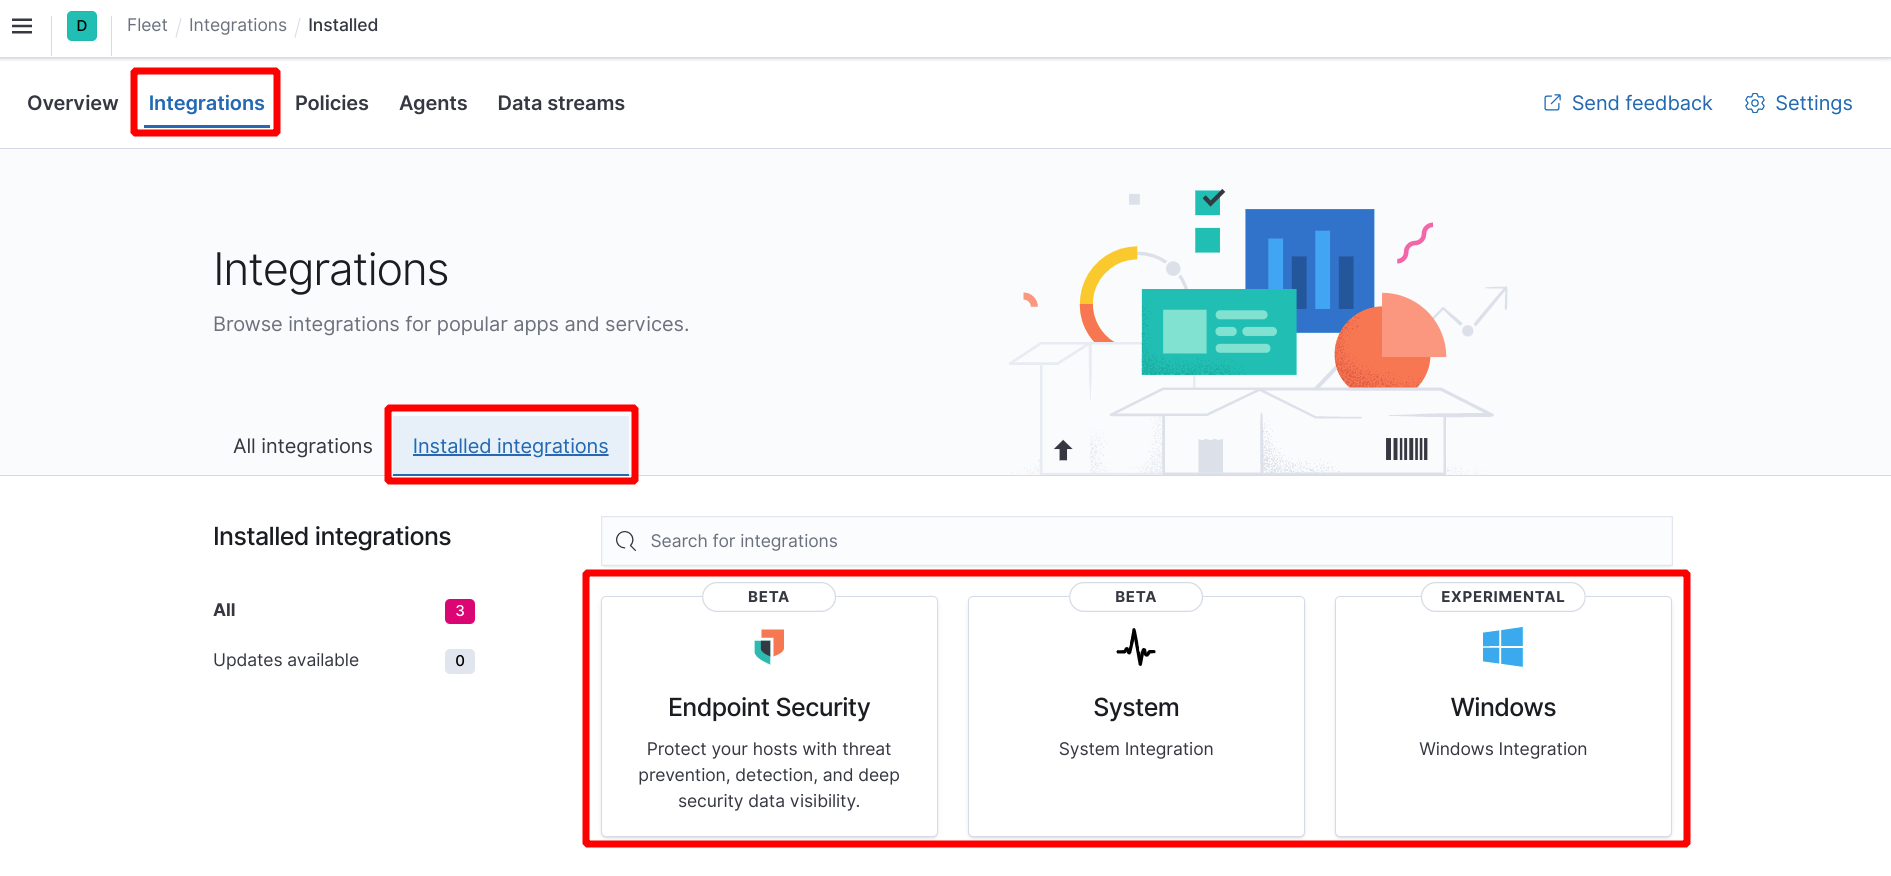 D Fleet / Integrations / Installed
Overview Integrations Policies Agents Data streams Send feedback Settings
Integrations
Browse integrations for popular apps and services.
All integrations Installed integrations
Installed integrations
All 3
Updates available 0
Search for integrations
BETA
Endpoint Security
Protect your hosts with threat
prevention, detection, and deep
security data visibility.
BETA
System
System Integration
EXPERIMENTAL
Windows
Windows Integration